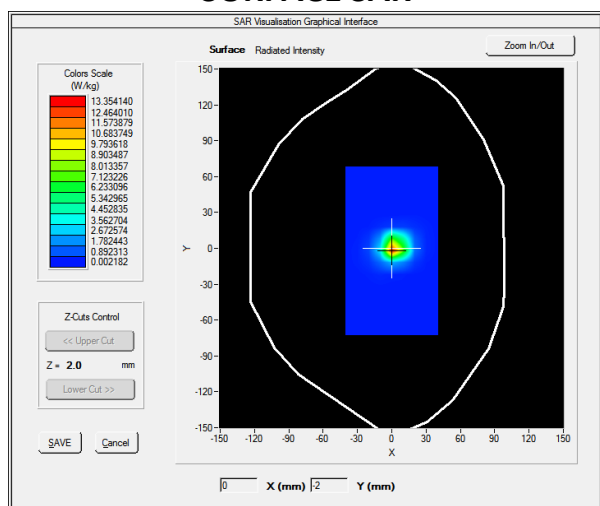 SAR Visualisation Graphical Interface
Surface Radiated Intensity
Zoom In/Out
Colors Scale
(W/kg)
13.354140
12.464010
11.573879
10.683749
9.793618
8.903487
8.013357
7.123226
6.233096
5.342965
4.452835
3.562704
2.672574
1.782443
0.892313
0.002182
Z-Cuts Control
<< Upper Cut
Z = 2.0 mm
Lower Cut >>
SAVE Cancel
150
120
90
60
30
0
-30
-60
-90
-120
-150
Y
-150 -120 -90 -60 -30 0 30 60 90 120 150
X
0 X (mm) -2 Y (mm)